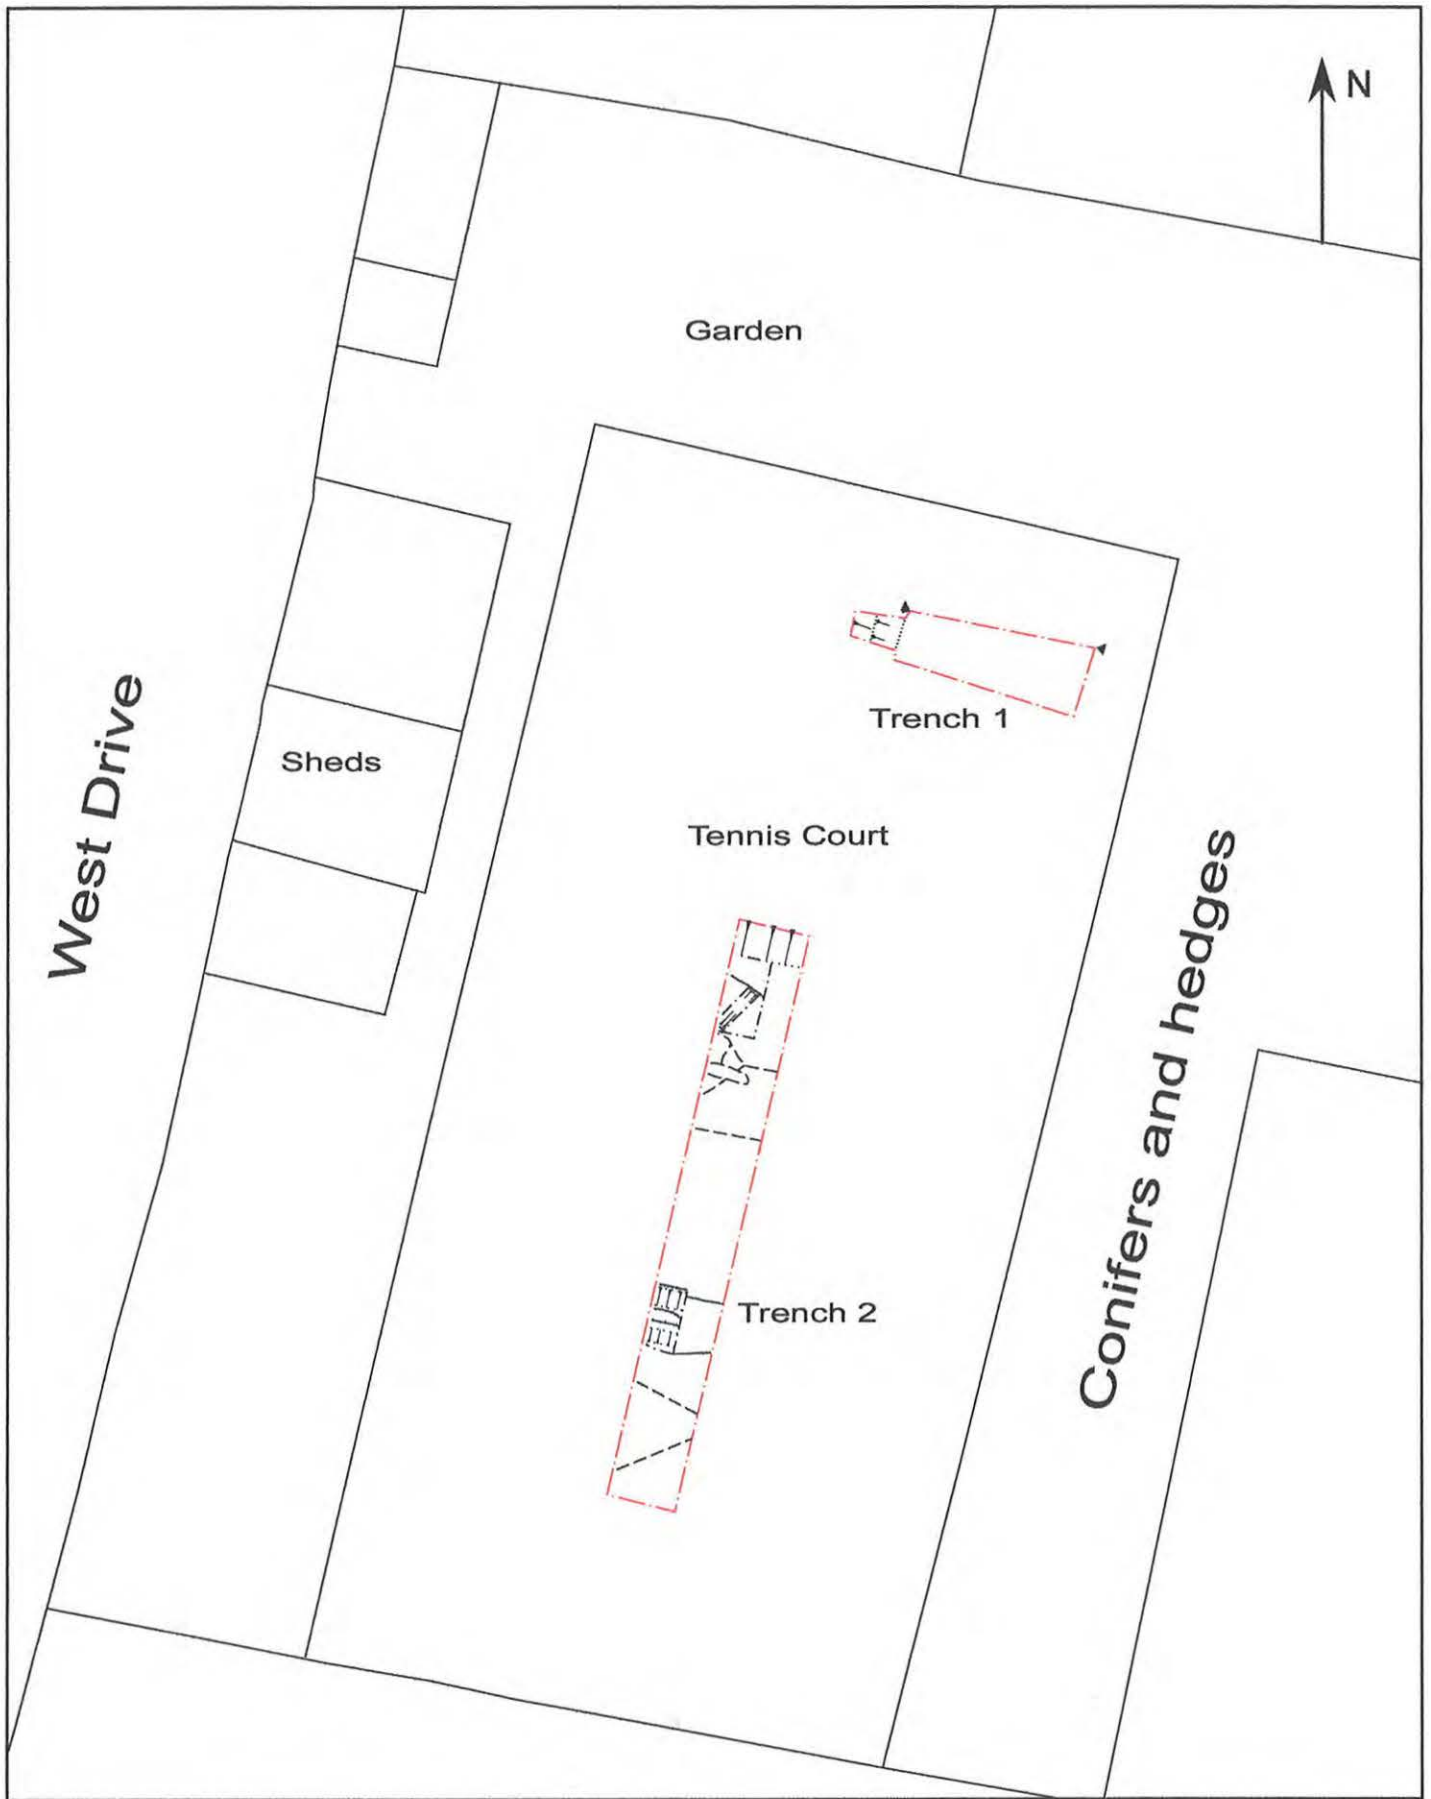 N
Garden
Trench 1
West Drive
Sheds
Tennis Court
Conifers and hedges
Trench 2